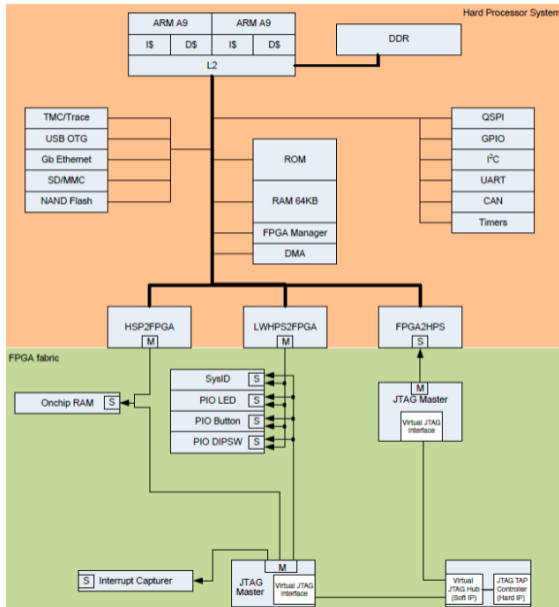 Hard Processor System
ARM A9
ARM A9
I$
D$
I$
D$
L2
DDR
TMC/Trace
USB OTG
Gb Ethernet
SD/MMC
NAND Flash
ROM
RAM 64KB
FPGA Manager
DMA
QSPI
GPIO
I²C
UART
CAN
Timers
HSP2FPGA
M
LWHPS2FPGA
M
FPGA2HPS
S
FPGA fabric
Onchip RAM
S
SysID
S
PIO LED
S
PIO Button
S
PIO DIPSW
S
M
JTAG Master
Virtual JTAG
Interface
S
Interrupt Capturer
M
JTAG
Master
Virtual JTAG
Interface
Virtual
JTAG Hub
(Soft IP)
JTAG TAP
Controller
(Hard IP)